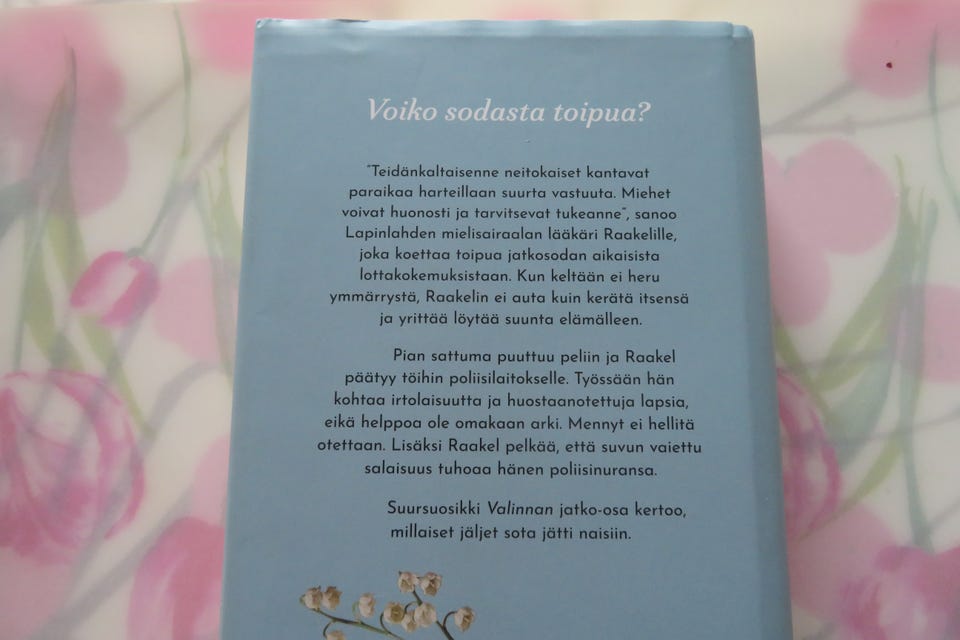 Voiko sodasta toipua?
"Teidänkaltaisenne neitokaiset kantavat
paraikaa harteillaan suurta vastuuta. Miehet
voivat huonosti ja tarvitsevat tukeanne", sanoo
Lapinlahden mielisairaalan lääkäri Raakelille,
joka koettaa toipua jatkosodan aikaisista
lottakokemuksistaan. Kun keltään ei heru
ymmärrystä, Raakelin ei auta kuin kerätä itsensä
ja yrittää löytää suunta elämälleen.
Pian sattuma puuttuu peliin ja Raakel
päätyy töihin poliisilaitokselle. Työssään hän
kohtaa irtolaisuutta ja huostaanotettuja lapsia,
eikä helppoa ole omakaan arki. Mennyt ei hellitä
otettaan. Lisäksi Raakel pelkää, että suvun vaiettu
salaisuus tuhoaa hänen poliisinuransa.
Suursuosikki Valinnan jatko-osa kertoo,
millaiset jäljet sota jätti naisiin.